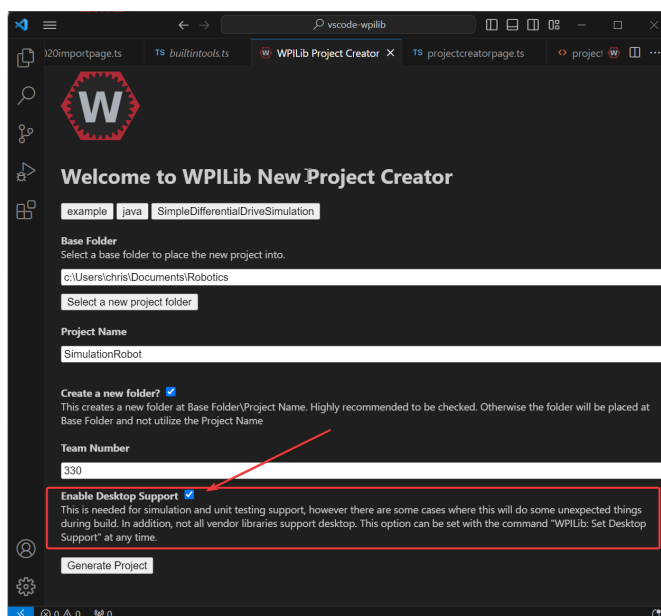 vscode-wpilib
020importpage.ts TS builtintools.ts WPILib Project Creator TS projectcreatorpage.ts project
W
Welcome to WPILib New Project Creator
example java SimpleDifferentialDriveSimulation
Base Folder
Select a base folder to place the new project into.
c:\Users\chris\Documents\Robotics
Select a new project folder
Project Name
SimulationRobot
Create a new folder?
This creates a new folder at Base Folder\Project Name. Highly recommended to be checked. Otherwise the folder will be placed at
Base Folder and not utilize the Project Name
Team Number
330
Enable Desktop Support
This is needed for simulation and unit testing support, however there are some cases where this will do some unexpected things
during build. In addition, not all vendor libraries support desktop. This option can be set with the command "WPILib: Set Desktop
Support" at any time.
Generate Project
0 0 0